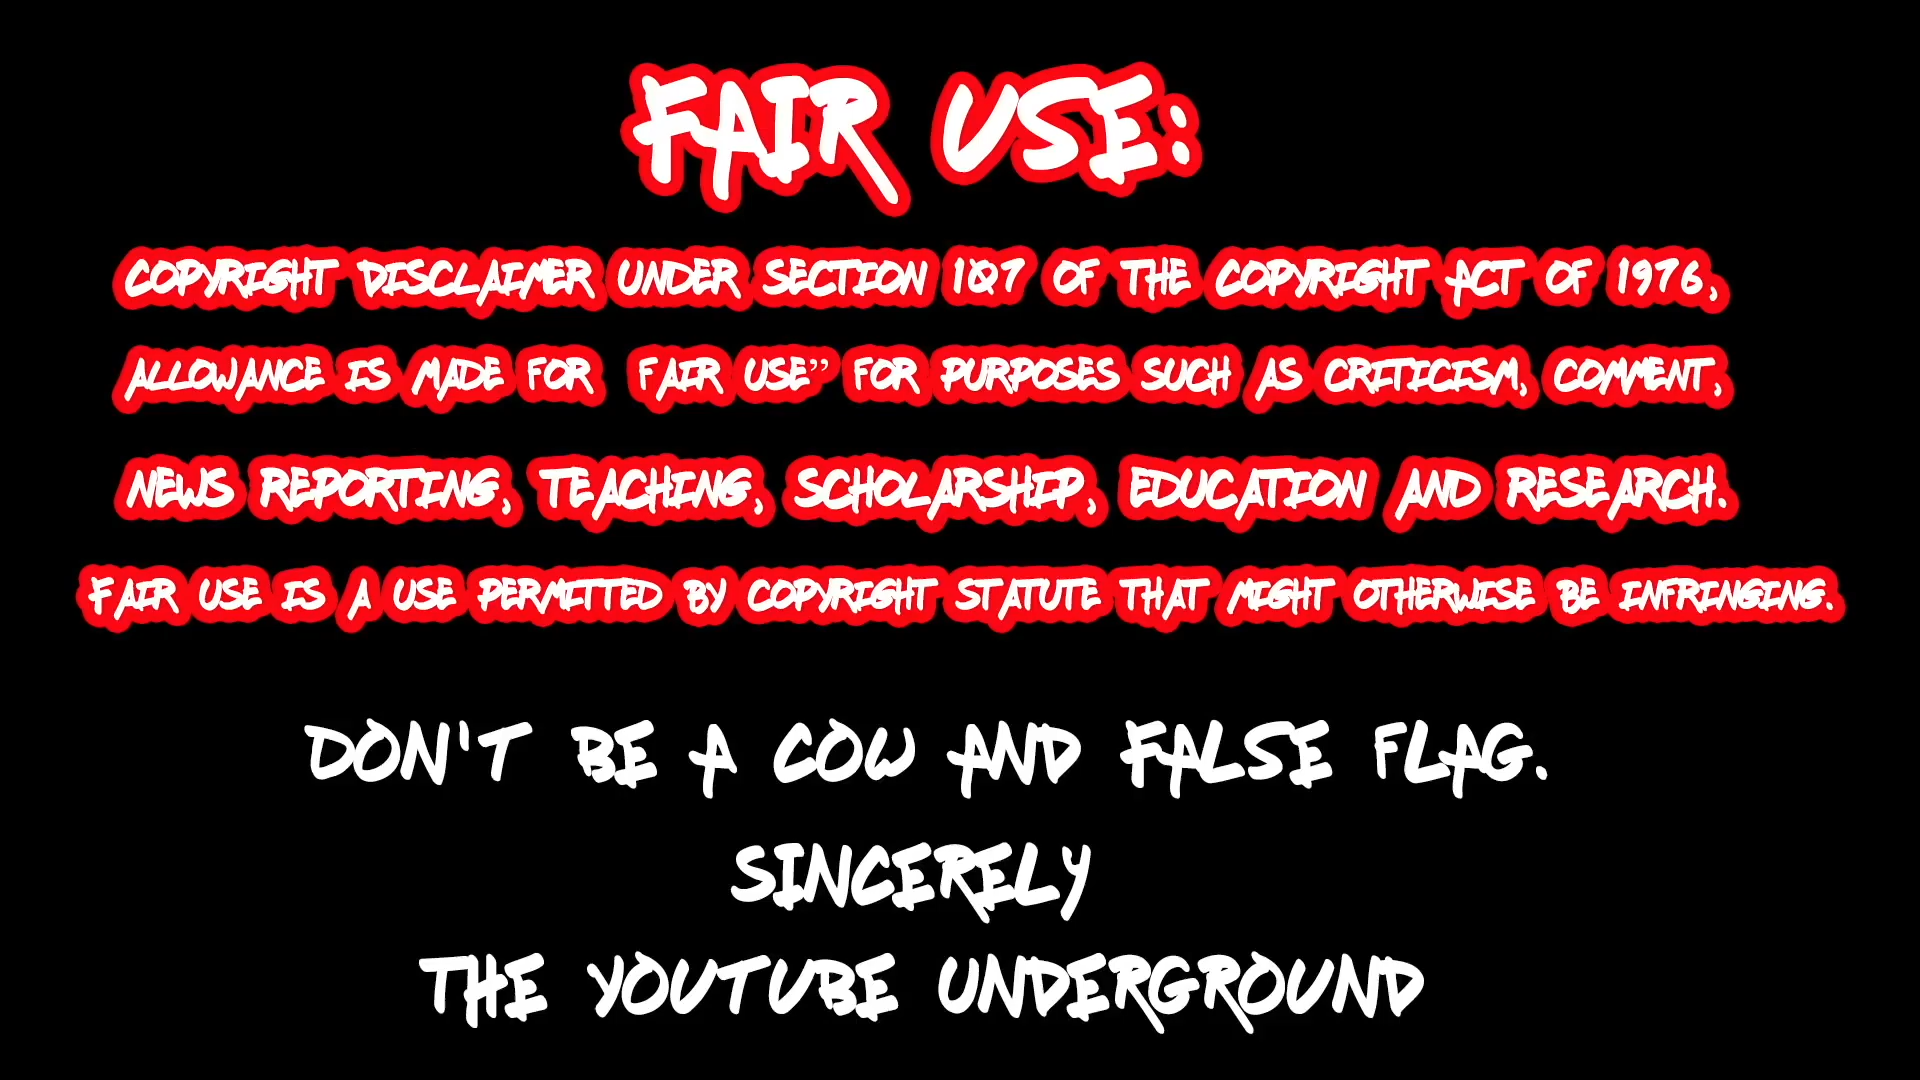 FAIR USE:
COPYRIGHT DISCLAIMER UNDER SECTION 107 OF THE COPYRIGHT ACT OF 1976,
ALLOWANCE IS MADE FOR FAIR USE” FOR PURPOSES SUCH AS CRITICISM, COMMENT,
NEWS REPORTING, TEACHING, SCHOLARSHIP, EDUCATION AND RESEARCH.
FAIR USE IS A USE PERMITTED BY COPYRIGHT STATUTE THAT MIGHT OTHERWISE BE INFRINGING.
DON'T BE A COW AND FALSE FLAG.
SINCERELY
THE YOUTUBE UNDERGROUND